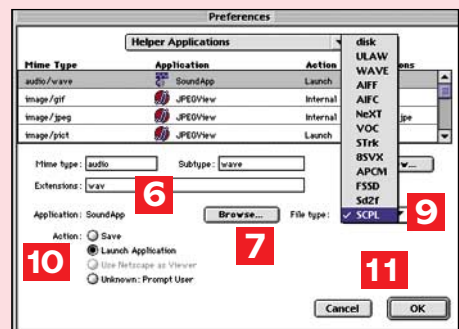 Preferences
Helper Applications
Mime Type Application Action ons
audio/wave SoundApp Launch
image/gif JPEGView Internal
image/jpeg JPEGView Internal jpe
image/pict JPEGView Launch
disk
ULAW
WAVE
AIFF
AIFC
NeXT
VOC
STrk
8SVX
APCM
FSSD
Sd2f
✓ SCPL
Mime type: audio Subtype: wave w...
Extensions: wav
6
Application: SoundApp Browse... File type:
7
9
Action: Save
Launch Application
Use Netscape as Viewer
Unknown: Prompt User
10
11
Cancel OK